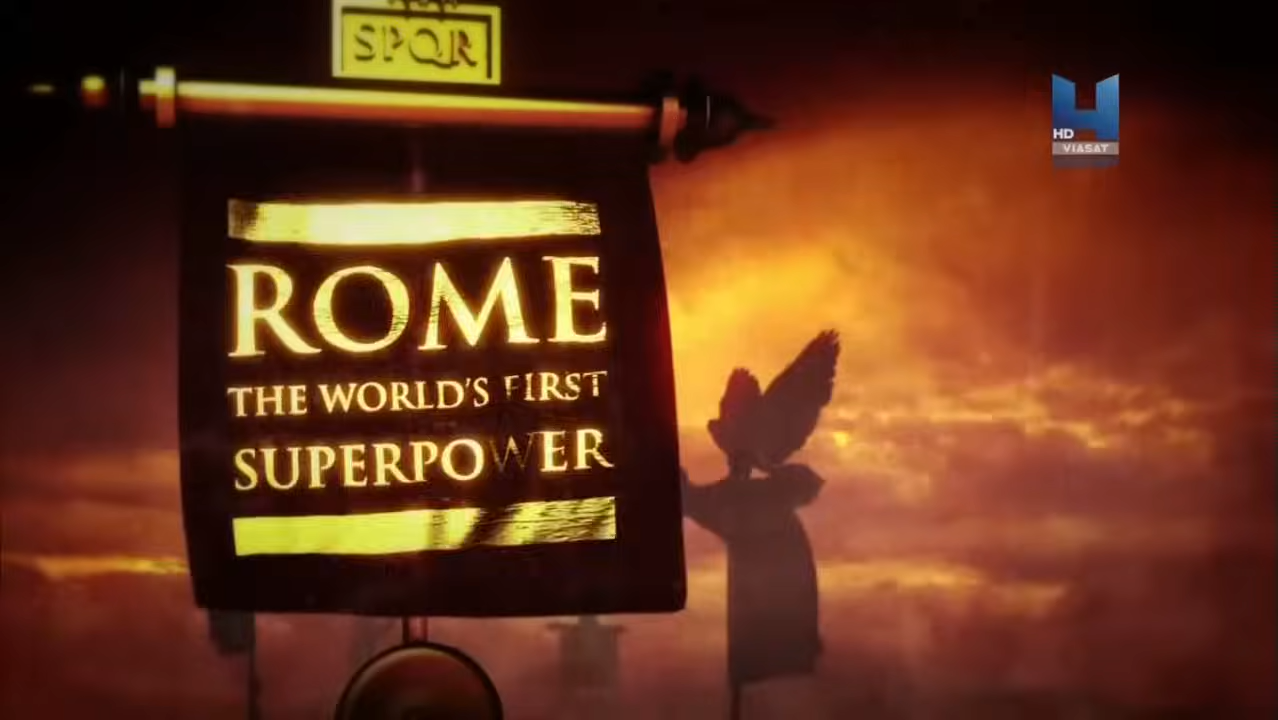 SPQR
ROME
THE WORLD'S FIRST
SUPERPOWER
HD
VIASAT